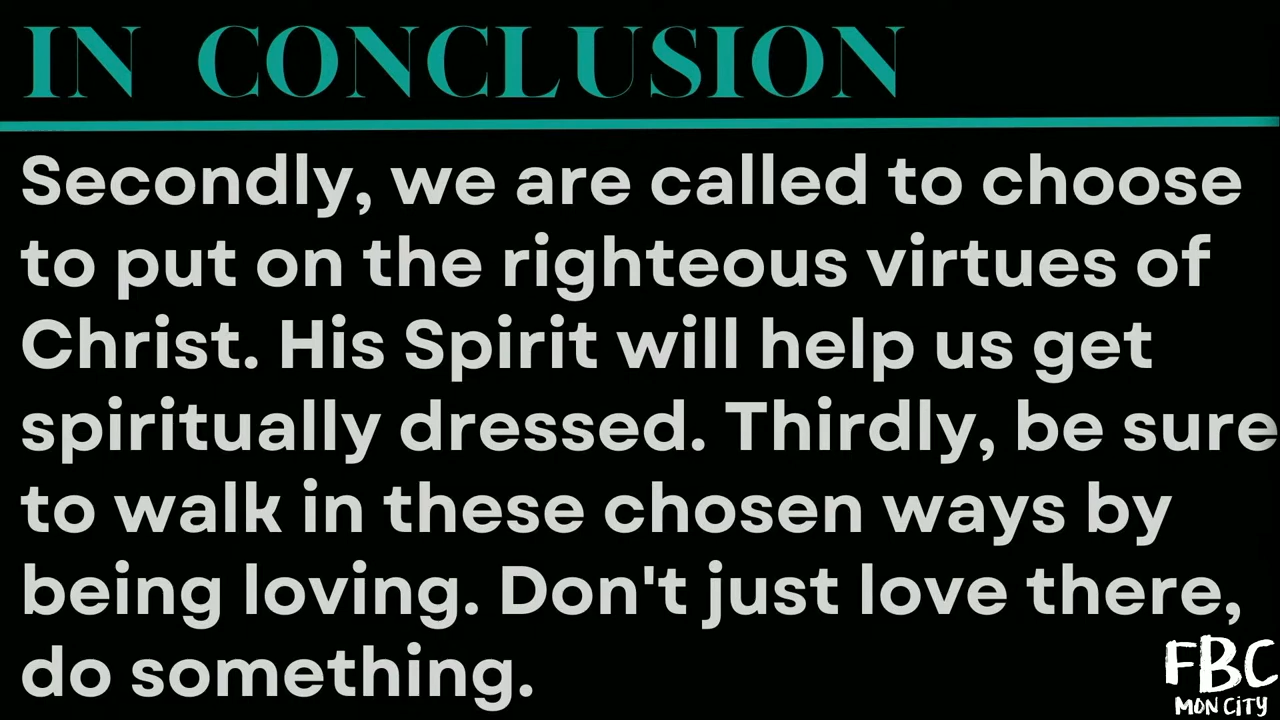 IN CONCLUSION
Secondly, we are called to choose
to put on the righteous virtues of
Christ. His Spirit will help us get
spiritually dressed. Thirdly, be sure
to walk in these chosen ways by
being loving. Don't just love there,
do something.
FBC
MON CITY